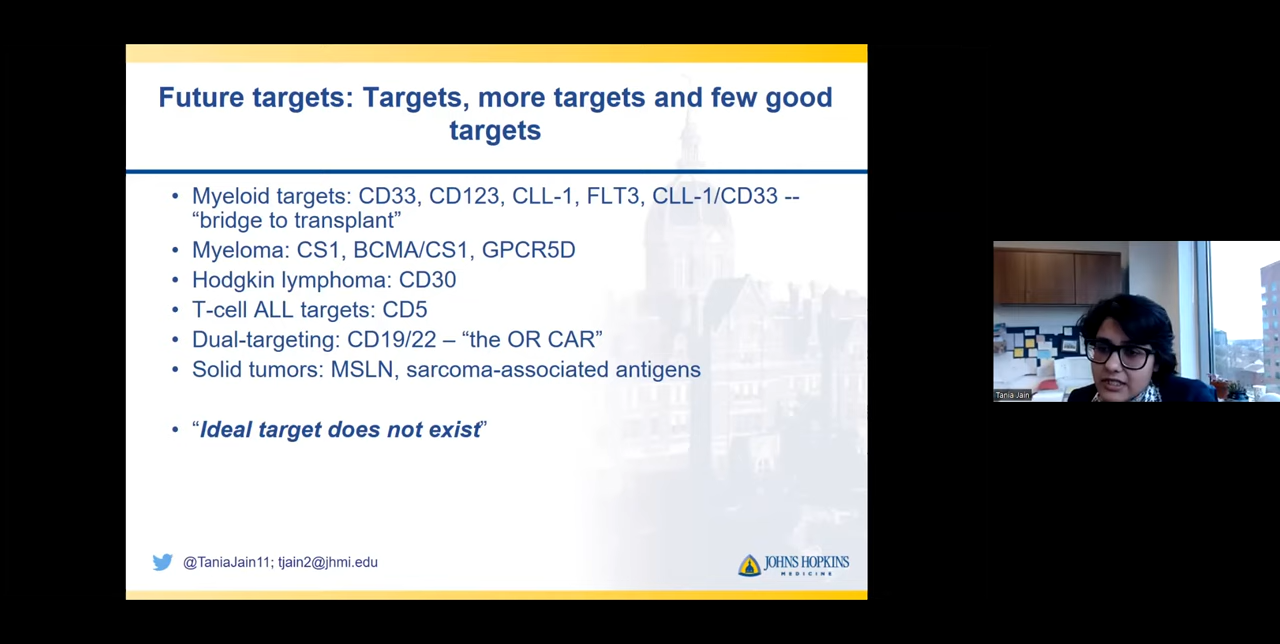 Future targets: Targets, more targets and few good
targets
• Myeloid targets: CD33, CD123, CLL-1, FLT3, CLL-1/CD33 --
“bridge to transplant”
• Myeloma: CS1, BCMA/CS1, GPCR5D
• Hodgkin lymphoma: CD30
• T-cell ALL targets: CD5
• Dual-targeting: CD19/22 – “the OR CAR”
• Solid tumors: MSLN, sarcoma-associated antigens
• “Ideal target does not exist”
@TaniaJain11; tjain2@jhmi.edu
JOHNS HOPKINS
MEDICINE
Tania Jain